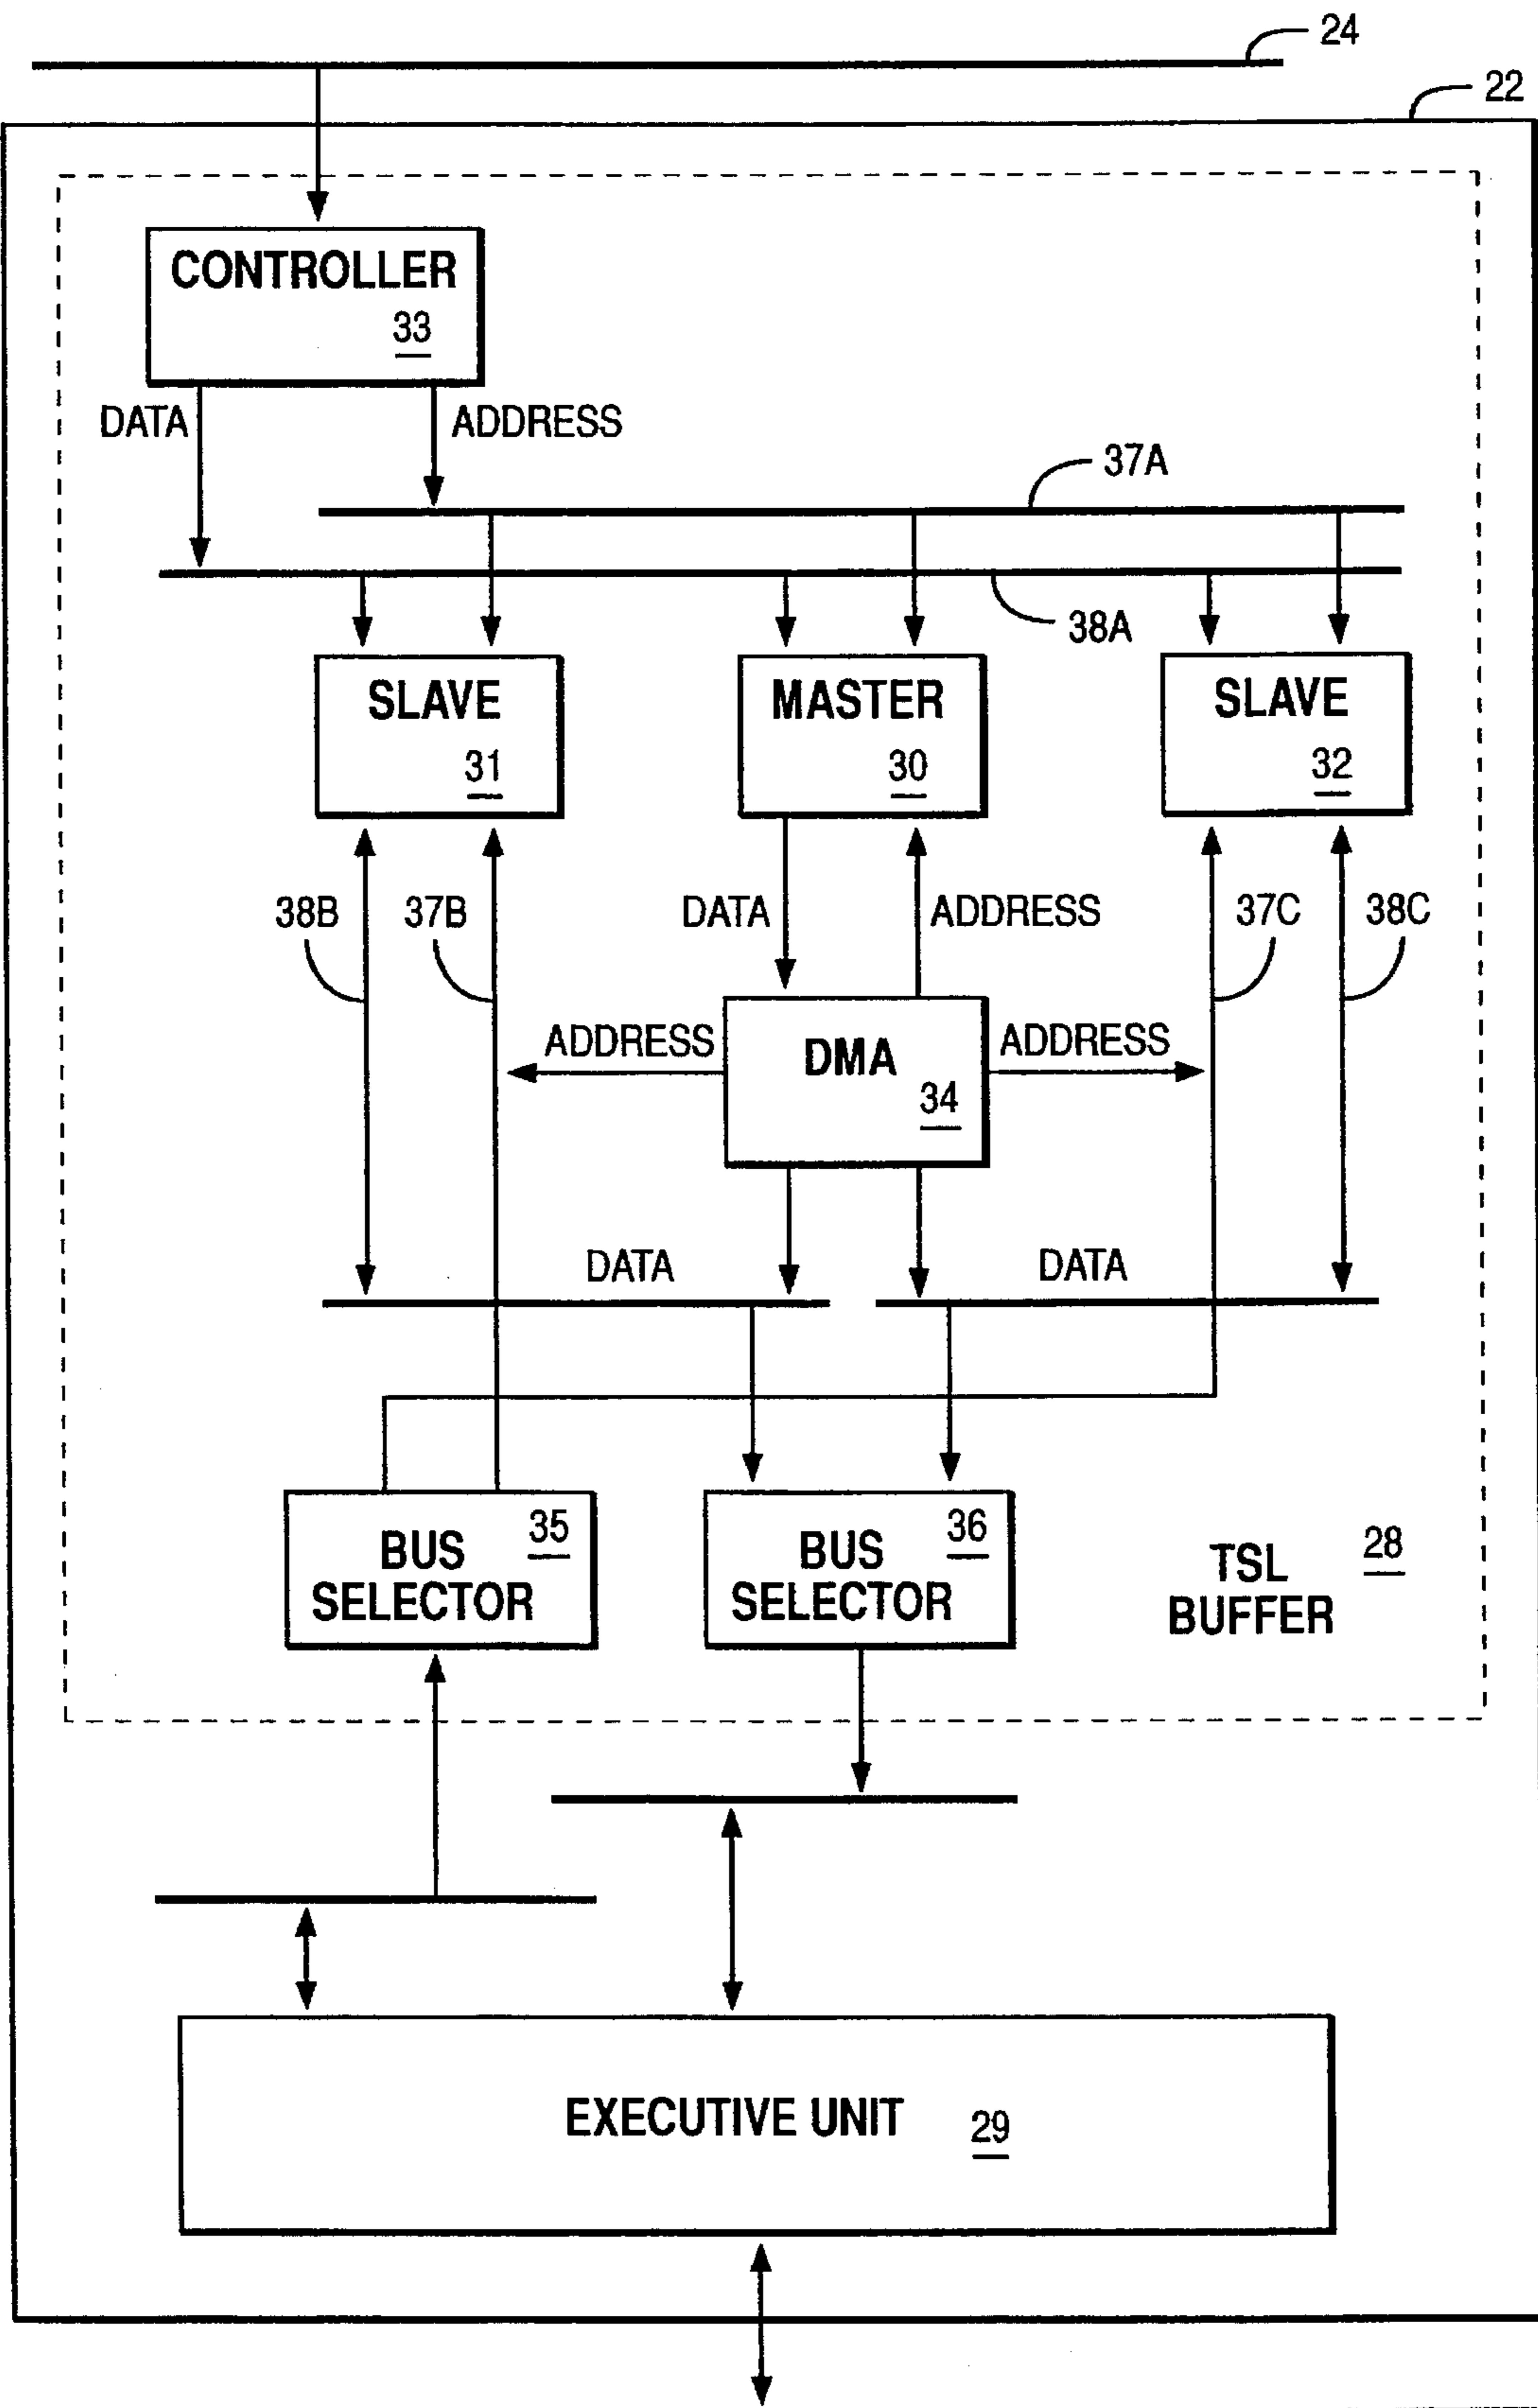 24
22
CONTROLLER
33
DATA
ADDRESS
37A
38A
SLAVE
31
MASTER
30
SLAVE
32
38B
37B
DATA
ADDRESS
37C
38C
ADDRESS
DMA
34
ADDRESS
DATA
DATA
35
BUS
SELECTOR
36
BUS
SELECTOR
28
TSL
BUFFER
EXECUTIVE UNIT
29